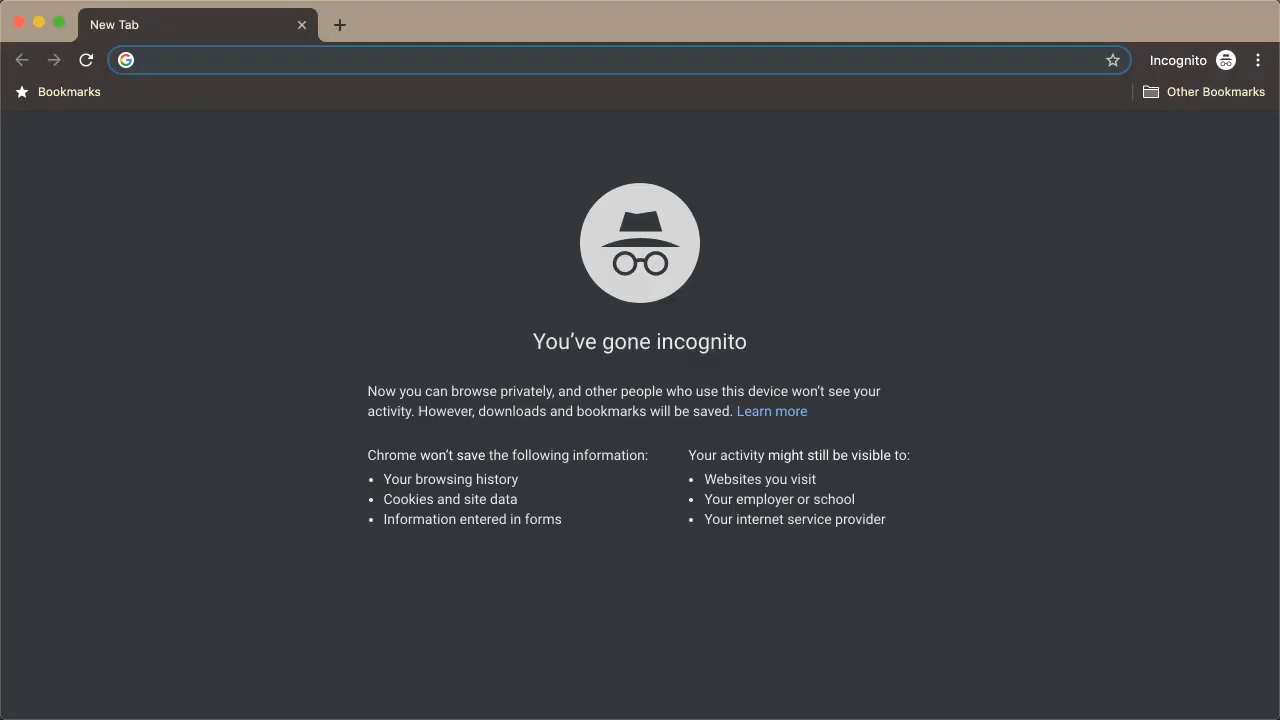 New Tab
Incognito
Bookmarks
Other Bookmarks
You've gone incognito
Now you can browse privately, and other people who use this device won't see your
activity. However, downloads and bookmarks will be saved. Learn more
Chrome won't save the following information:
• Your browsing history
• Cookies and site data
• Information entered in forms
Your activity might still be visible to:
• Websites you visit
• Your employer or school
• Your internet service provider